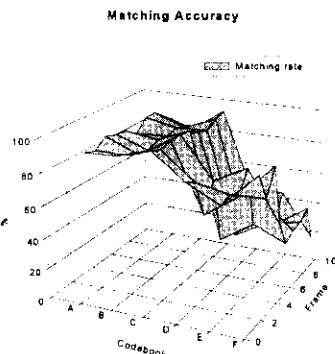 Matching Accuracy
Matching rate
100
80
60
40
20
0
%
A
B
C
D
E
F
Codebook
0
2
4
6
8
10
Frame